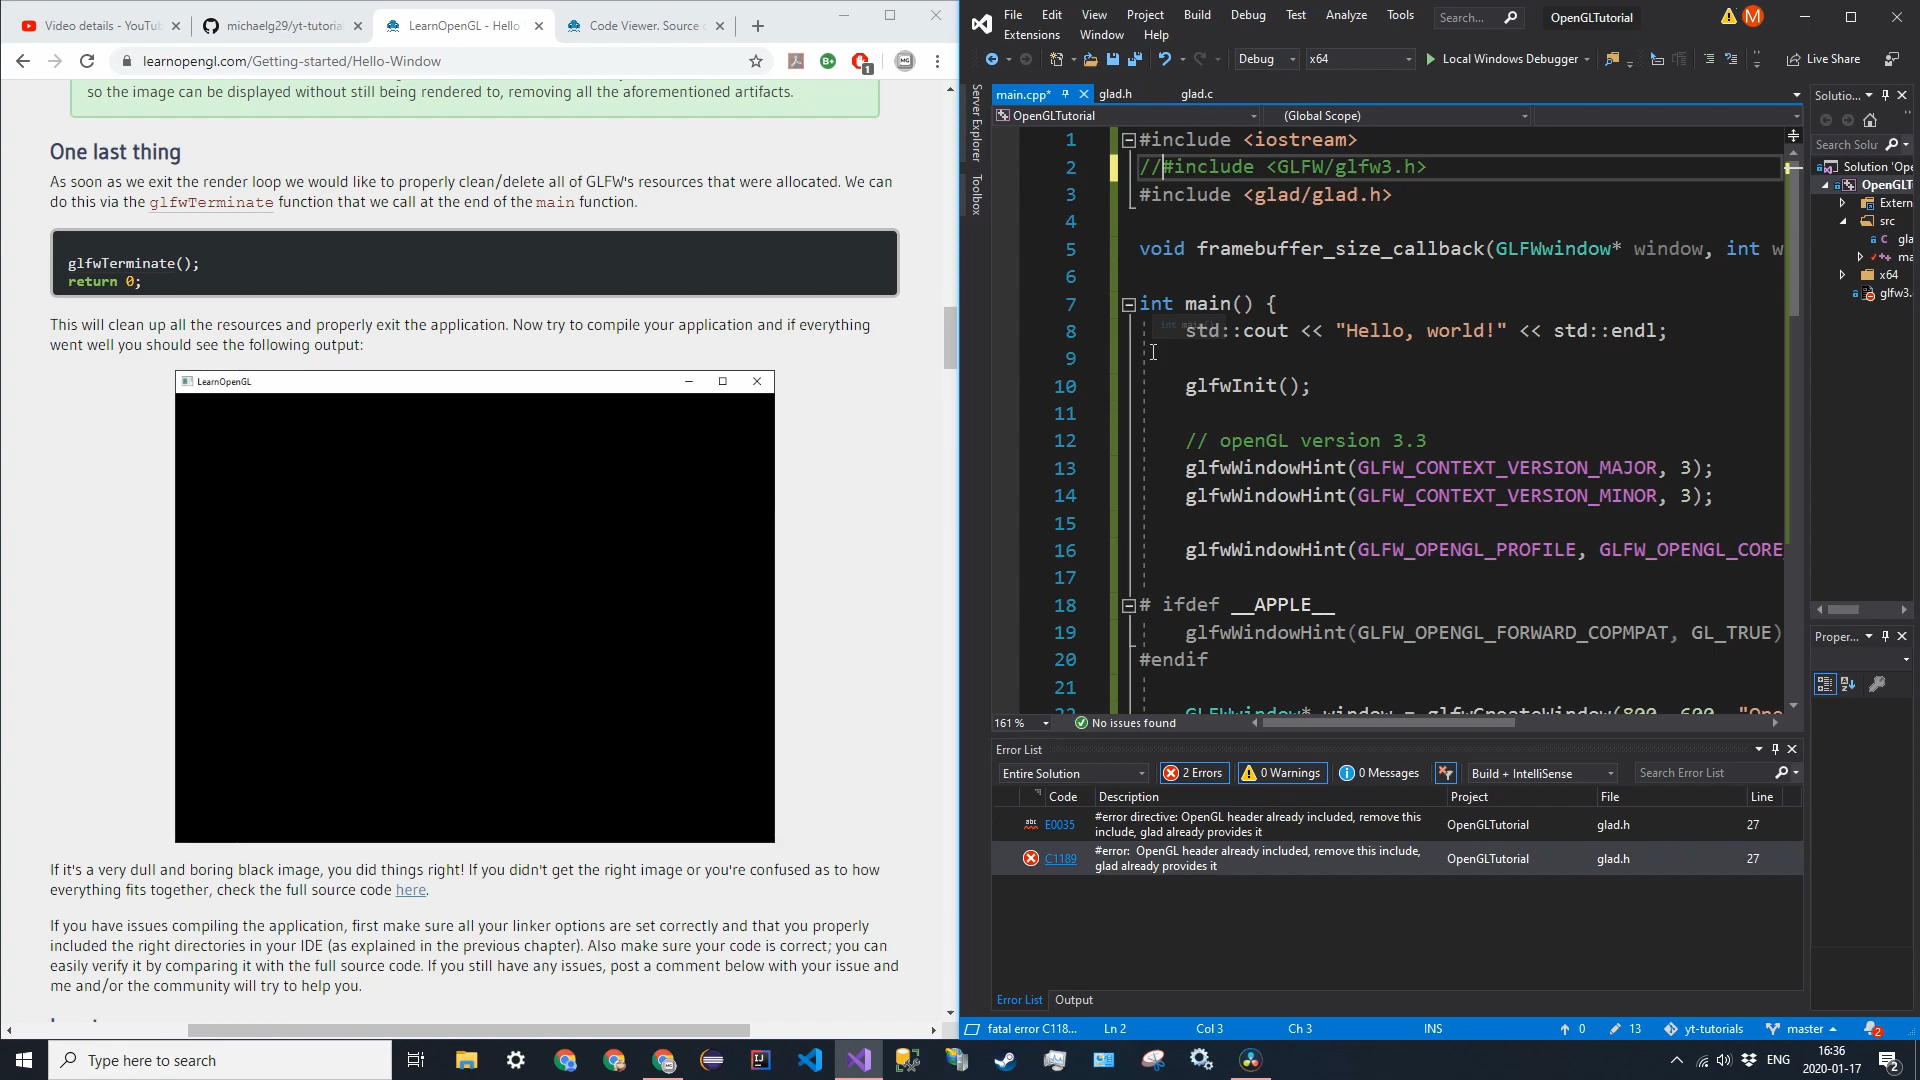 Video details - YouTub
michaelg29/yt-tutoria
LearnOpenGL - Hello
Code Viewer. Source c
learnopengl.com/Getting-started/Hello-Window
so the image can be displayed without still being rendered to, removing all the aforementioned artifacts.
One last thing
As soon as we exit the render loop we would like to properly clean/delete all of GLFW's resources that were allocated. We can
do this via the glfwTerminate function that we call at the end of the main function.
glfwTerminate();
return 0;
This will clean up all the resources and properly exit the application. Now try to compile your application and if everything
went well you should see the following output:
LearnOpenGL
If it's a very dull and boring black image, you did things right! If you didn't get the right image or you're confused as to how
everything fits together, check the full source code here.
If you have issues compiling the application, first make sure all your linker options are set correctly and that you properly
included the right directories in your IDE (as explained in the previous chapter). Also make sure your code is correct; you can
easily verify it by comparing it with the full source code. If you still have any issues, post a comment below with your issue and
me and/or the community will try to help you.
File Edit View Project Build Debug Test Analyze Tools Search... OpenGLTutorial M
Extensions Window Help
Debug x64 Local Windows Debugger Live Share
Server Explorer
Toolbox
main.cpp* glad.h glad.c
OpenGLTutorial (Global Scope)
1 #include <iostream>
2 //#include <GLFW/glfw3.h>
3 #include <glad/glad.h>
4
5 void framebuffer_size_callback(GLFWwindow* window, int w
6
7 int main() {
8 std::cout << "Hello, world!" << std::endl;
9
10 glfwInit();
11
12 // openGL version 3.3
13 glfwWindowHint(GLFW_CONTEXT_VERSION_MAJOR, 3);
14 glfwWindowHint(GLFW_CONTEXT_VERSION_MINOR, 3);
15
16 glfwWindowHint(GLFW_OPENGL_PROFILE, GLFW_OPENGL_CORE
17
18 # ifdef __APPLE__
19 glfwWindowHint(GLFW_OPENGL_FORWARD_COPMPAT, GL_TRUE)
20 #endif
21
161 % No issues found
Solutio...
Search Solu
Solution 'Ope
OpenGLT
Extern
src
gla
ma
x64
glfw3.
Proper...
Error List
Entire Solution 2 Errors 0 Warnings 0 Messages Build + IntelliSense Search Error List
Code Description Project File Line
E0035 #error directive: OpenGL header already included, remove this include, glad already provides it OpenGLTutorial glad.h 27
C1189 #error: OpenGL header already included, remove this include, glad already provides it OpenGLTutorial glad.h 27
Error List Output
fatal error C118... Ln 2 Col 3 Ch 3 INS 0 13 yt-tutorials master 2
Type here to search
ENG
16:36
2020-01-17
2